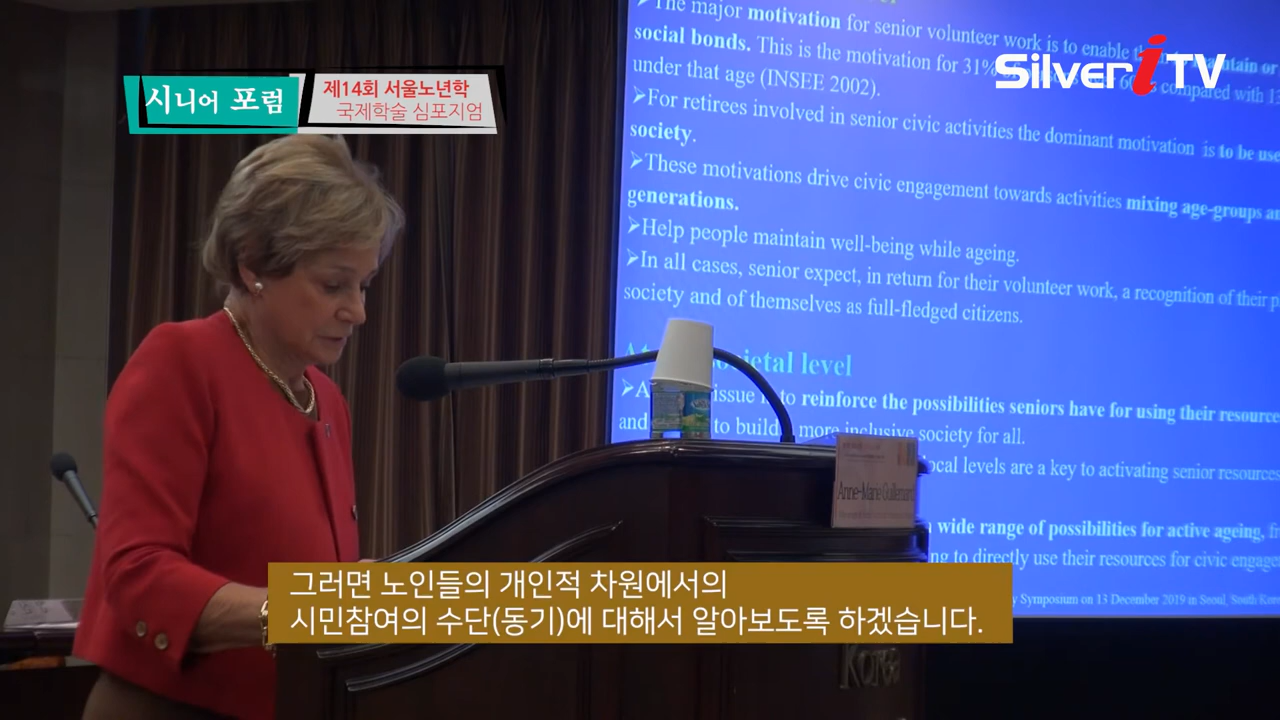 시니어 포럼
제14회 서울노년학
국제학술 심포지엄
Silver i TV
The major motivation for senior volunteer work is to enable
social bonds. This is the motivation for 31%
compared with
under that age (INSEE 2002).
➤For retirees involved in senior civic activities the dominant motivation is to be
society.
➤These motivations drive civic engagement towards activities mixing age-groups
generations.
➤Help people maintain well-being while ageing.
➤In all cases, senior expect, in return for their volunteer work, a recognition of their
society and of themselves as full-fledged citizens.
level
issue is to reinforce the possibilities seniors have for using their
and to build more inclusive society for all.
levels are a key to activating senior resources
wide range of possibilities for active ageing,
to directly use their resources for civic
Symposium on 13 December 2019 in Seoul, South
Anne-Marie Guillemard
Korea
그러면 노인들의 개인적 차원에서의
시민참여의 수단(동기)에 대해서 알아보도록 하겠습니다.